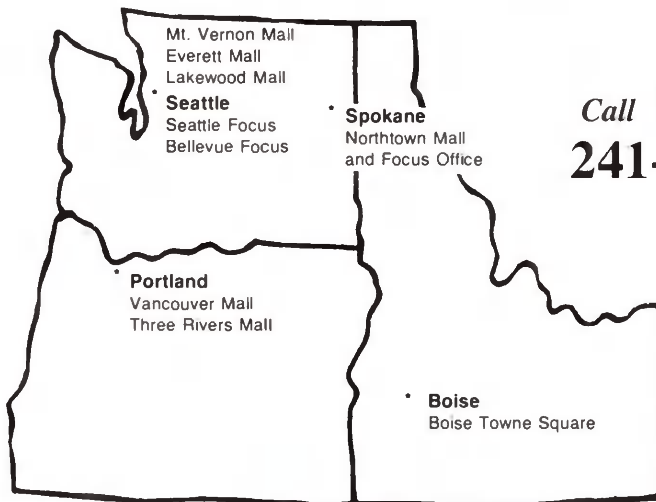 Mt. Vernon Mall
Everett Mall
Lakewood Mall
Seattle
Seattle Focus
Bellevue Focus
Spokane
Northtown Mall
and Focus Office
Call
241-
Portland
Vancouver Mall
Three Rivers Mall
Boise
Boise Towne Square